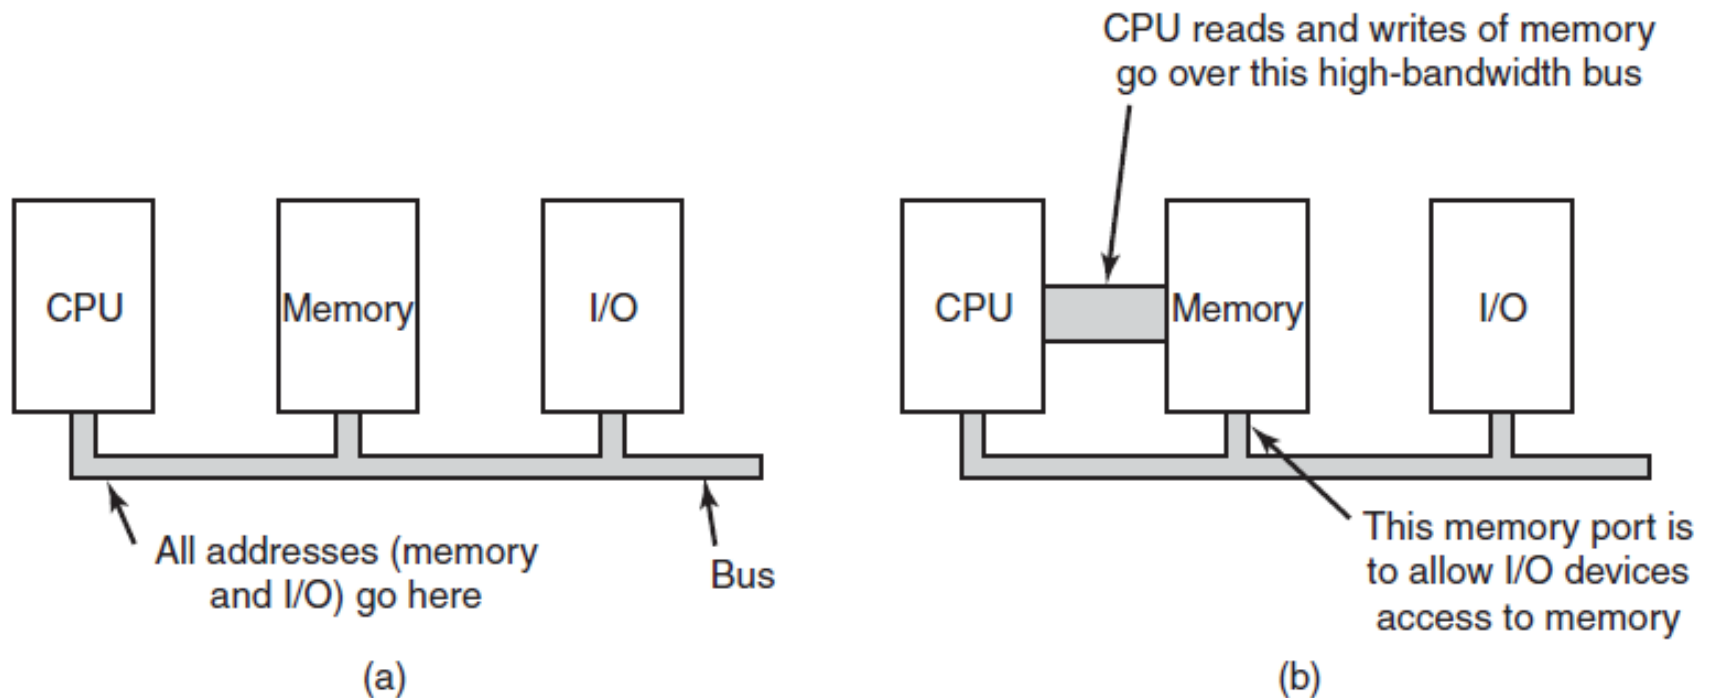 CPU reads and writes of memory
go over this high-bandwidth bus
CPU
Memory
I/O
CPU
Memory
I/O
All addresses (memory
and I/O) go here
Bus
This memory port is
to allow I/O devices
access to memory
(a)
(b)